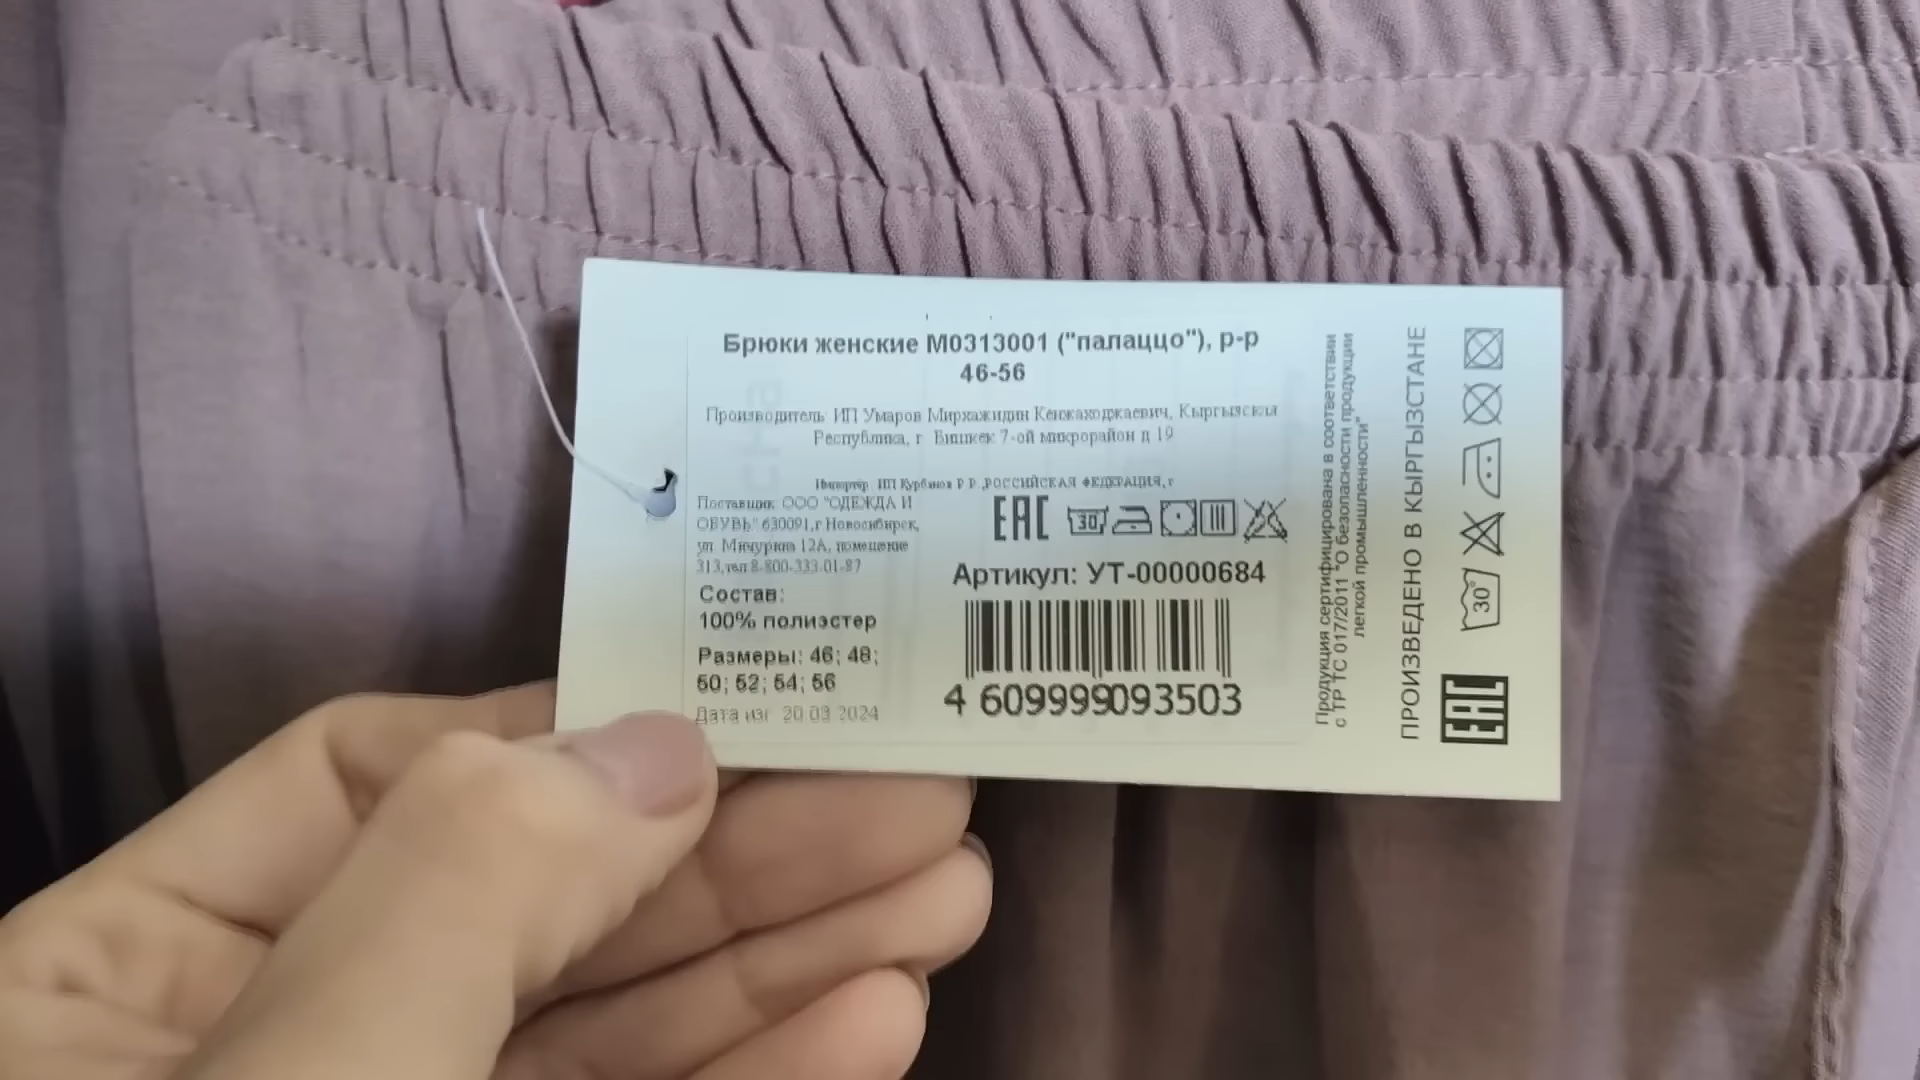 Брюки женские М0313001 ("палаццо"), р-р
46-56
Производитель: ИП Умаров Мирхажидин Кенжаходжаевич, Кыргызская
Республика, г. Бишкек 7-ой микрорайон д 19
Импортёр: ИП Курбанов Р Р ,РОССИЙСКАЯ ФЕДЕРАЦИЯ, г
Поставщик: ООО "ОДЕЖДА И
ОБУВЬ" 630091,г.Новосибирск,
ул. Мичурина 12А, помещение
313,тел.8-800-333-01-87
Состав:
100% полиэстер
Размеры: 46; 48;
50; 52; 54; 56
Дата изг. 20.03.2024
ЕАС
30
Артикул: УТ-00000684
4 609999093503
Продукция сертифицирована в соответствии
с ТР ТС 017/2011 "О безопасности продукции
легкой промышленности"
ПРОИЗВЕДЕНО В КЫРГЫЗСТАНЕ
30
ЕАС